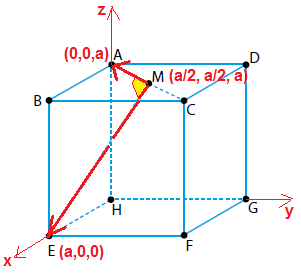 z
(0,0,a) A
D
M (a/2, a/2, a)
B
C
H
G
y
E (a,0,0)
F
x